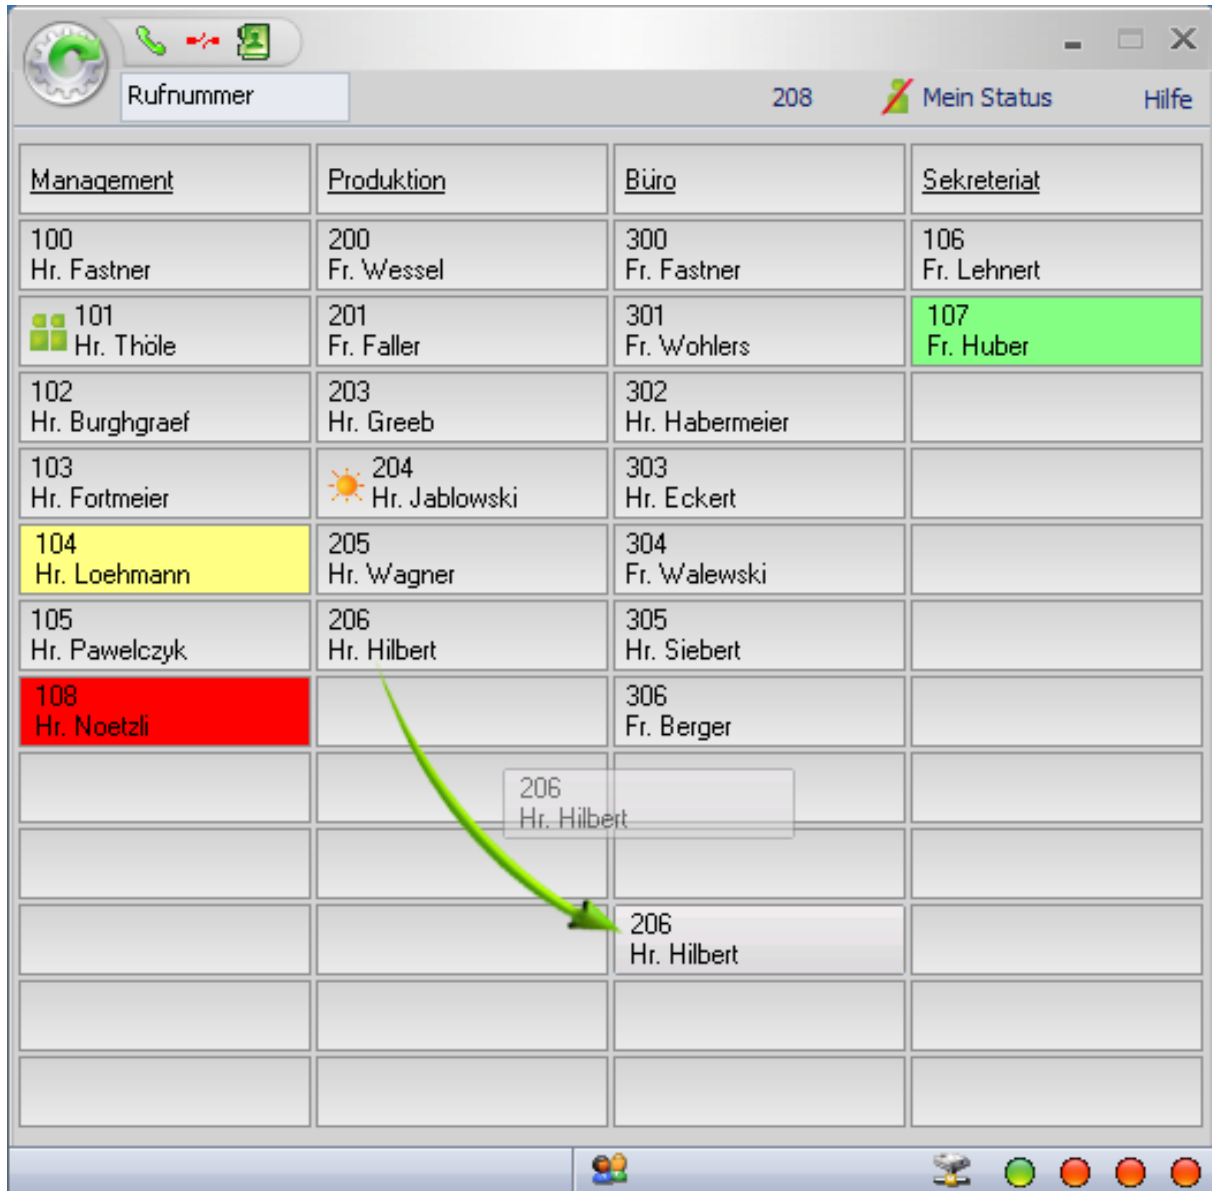 Rufnummer
208
Mein Status
Hilfe
Management
Produktion
Büro
Sekreteriat
100
Hr. Fastner
200
Fr. Wessel
300
Fr. Fastner
106
Fr. Lehnert
101
Hr. Thöle
201
Fr. Faller
301
Fr. Wohlers
107
Fr. Huber
102
Hr. Burghgraef
203
Hr. Greeb
302
Hr. Habermeier
103
Hr. Fortmeier
204
Hr. Jablowski
303
Hr. Eckert
104
Hr. Loehmann
205
Hr. Wagner
304
Fr. Walewski
105
Hr. Pawelczyk
206
Hr. Hilbert
305
Hr. Siebert
108
Hr. Noetzli
306
Fr. Berger
206
Hr. Hilbert
206
Hr. Hilbert